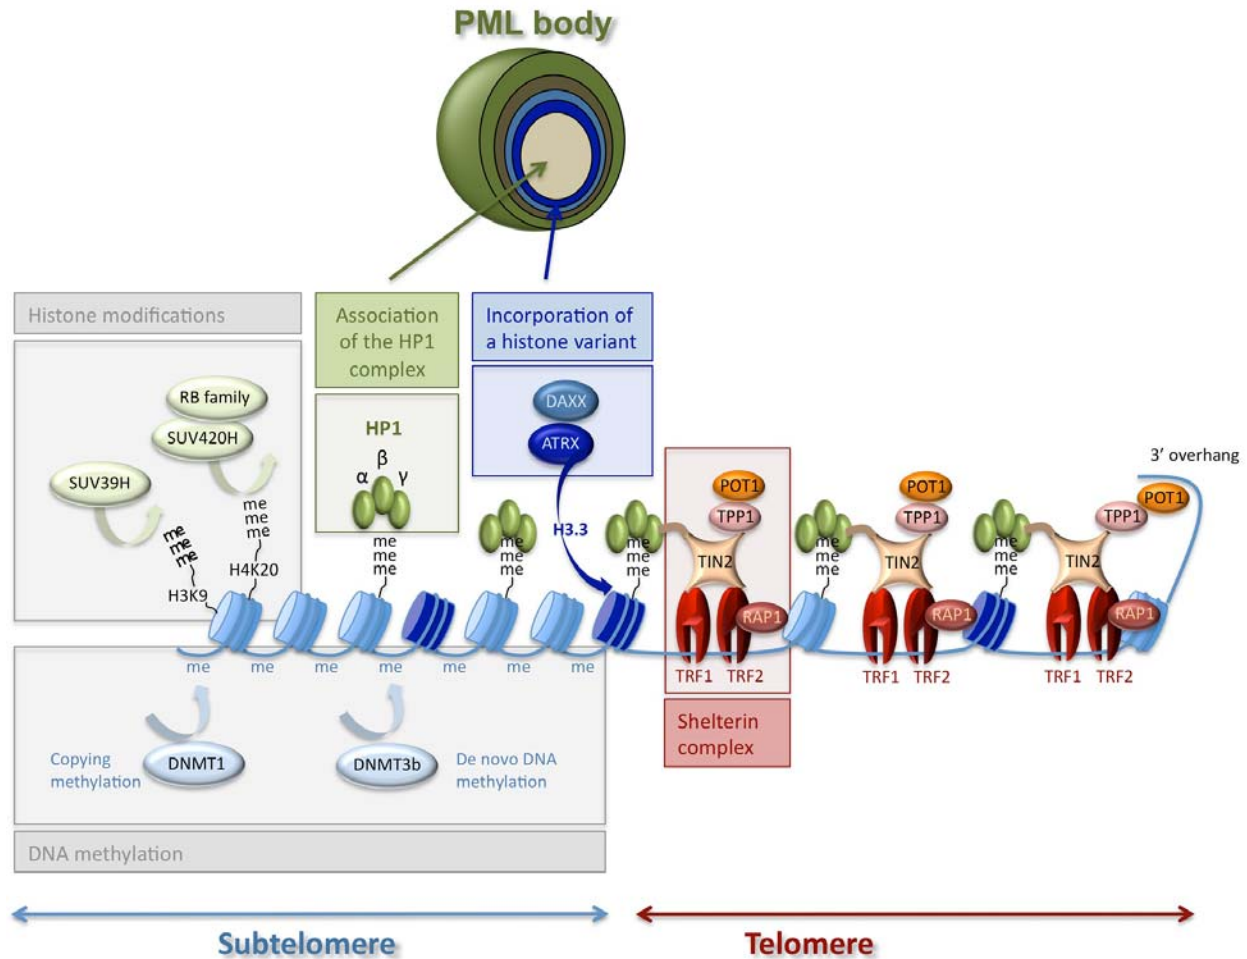 PML body
Histone modifications
Association
of the HP1
complex
Incorporation of
a histone variant
RB family
SUV420H
SUV39H
me
me
me
me
me
me
H3K9
H4K20
HP1
α
β
γ
me
me
me
me
me
me
DAXX
ATRX
H3.3
me
me
me
POT1
TPP1
TIN2
RAP1
TRF1
TRF2
Shelterin
complex
me
me
me
POT1
TPP1
TIN2
RAP1
TRF1
TRF2
me
me
me
3' overhang
POT1
TPP1
TIN2
RAP1
TRF1
TRF2
me
me
me
me
me
me
me
Copying
methylation
DNMT1
DNMT3b
De novo DNA
methylation
DNA methylation
Subtelomere
Telomere